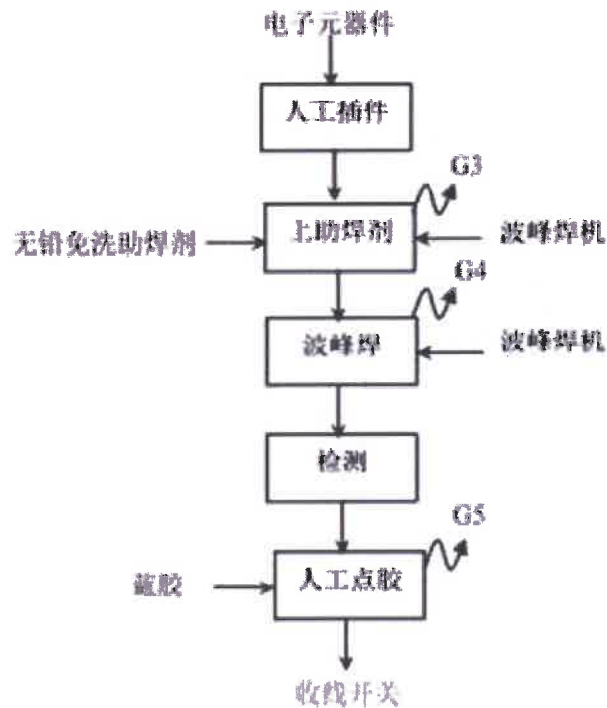 电子元器件
人工插件
G3
无铅免洗助焊剂
上助焊剂
波峰焊机
G4
波峰焊
波峰焊机
检测
G5
蓝胶
人工点胶
收线开关